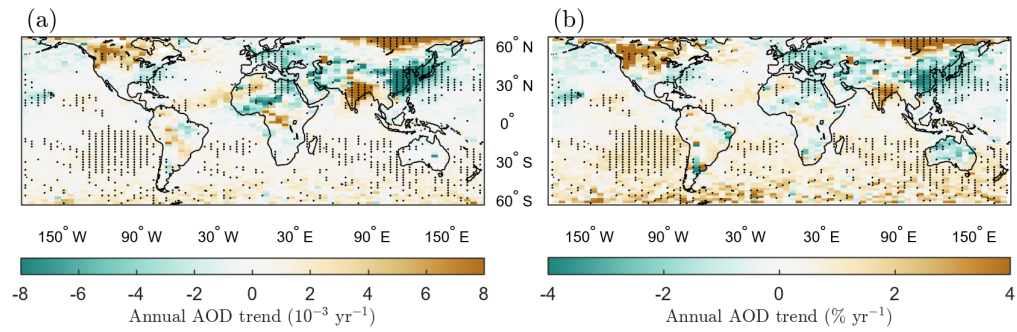 (a) (b)
60° N
30° N
0°
30° S
60° S
150° W 90° W 30° W 30° E 90° E 150° E 150° W 90° W 30° W 30° E 90° E 150° E
-8 -6 -4 -2 0 2 4 6 8 -4 -2 0 2 4
Annual AOD trend (10⁻³ yr⁻¹) Annual AOD trend (% yr⁻¹)